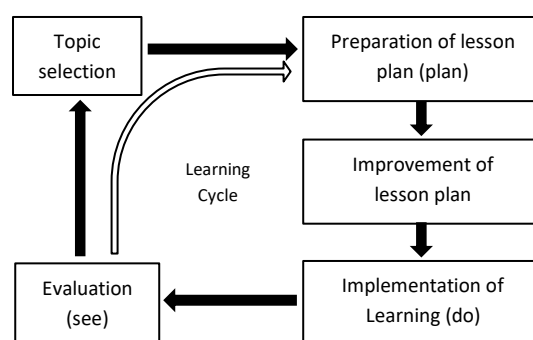 Topic
selection
Preparation of lesson
plan (plan)
Improvement of
lesson plan
Learning
Cycle
Implementation of
Learning (do)
Evaluation
(see)